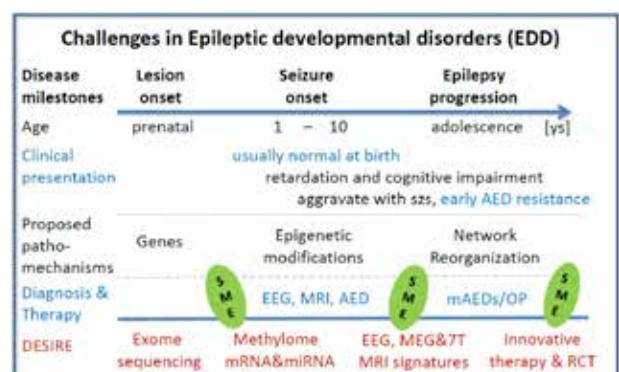 Challenges in Epileptic developmental disorders (EDD)
Disease milestones
Lesion onset
Seizure onset
Epilepsy progression
Age
prenatal
1 – 10
adolescence
[ys]
Clinical presentation
usually normal at birth
retardation and cognitive impairment
aggravate with szs, early AED resistance
Proposed patho-mechanisms
Genes
Epigenetic modifications
Network Reorganization
Diagnosis & Therapy
SME
EEG, MRI, AED
SME
mAEDs/OP
SME
DESIRE
Exome sequencing
Methylome mRNA&miRNA
EEG, MEG&7T MRI signatures
Innovative therapy & RCT